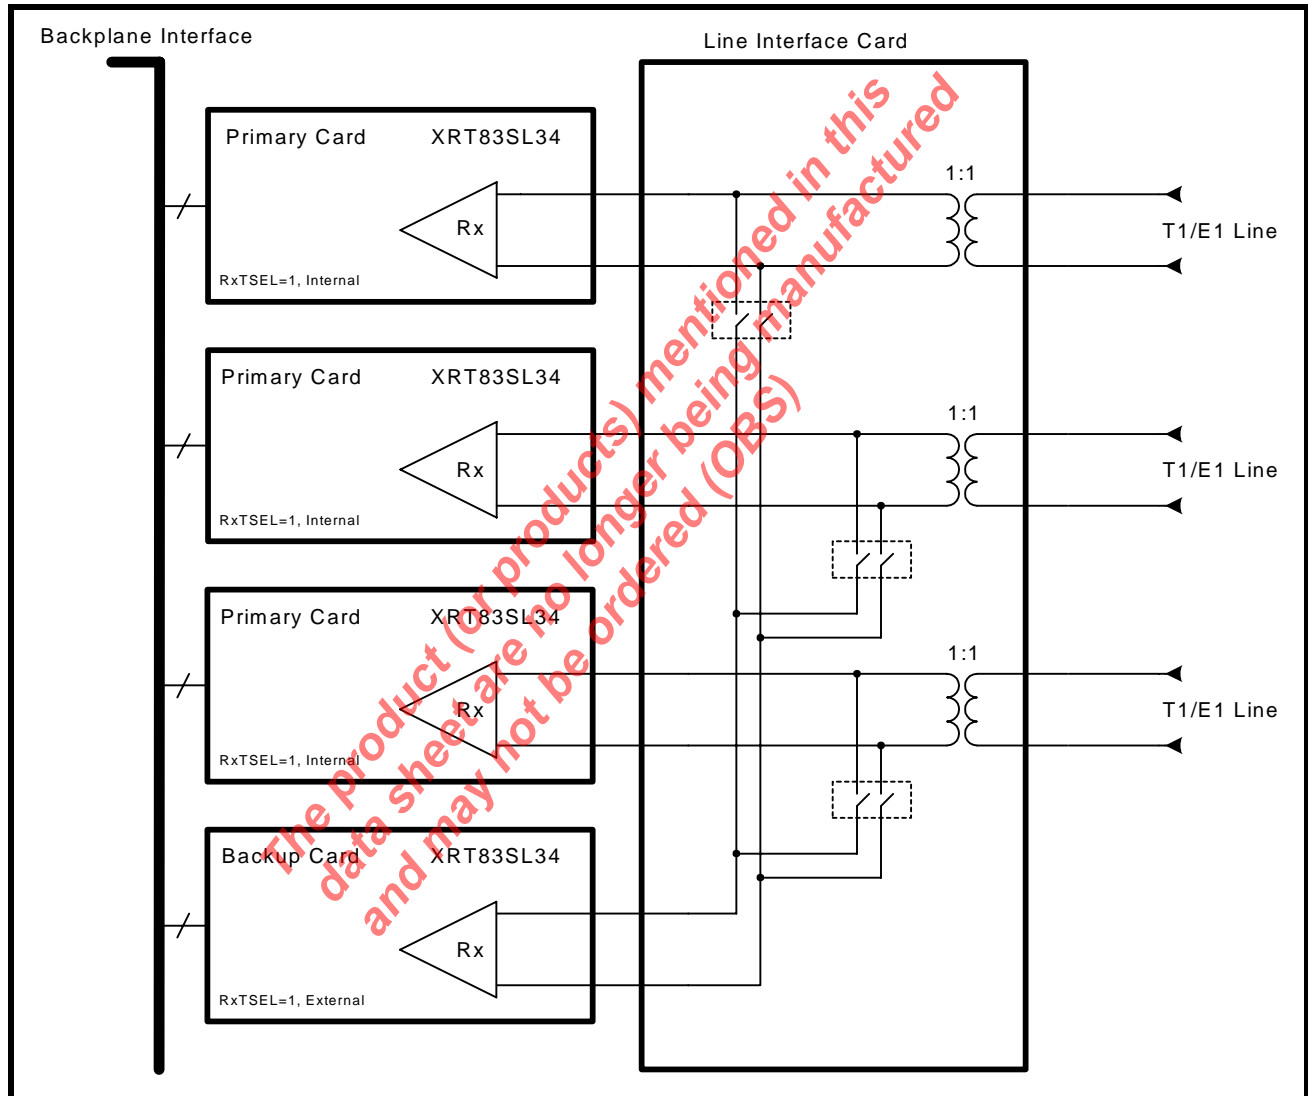 Backplane Interface
Line Interface Card
Primary Card XRT83SL34
Rx
RxTSEL=1, Internal
1:1
T1/E1 Line
Primary Card XRT83SL34
Rx
RxTSEL=1, Internal
1:1
T1/E1 Line
Primary Card XRT83SL34
Rx
RxTSEL=1, Internal
1:1
T1/E1 Line
Backup Card XRT83SL34
Rx
RxTSEL=1, External
The product (or products) mentioned in this
data sheet are no longer being manufactured
and may not be ordered (OBS)